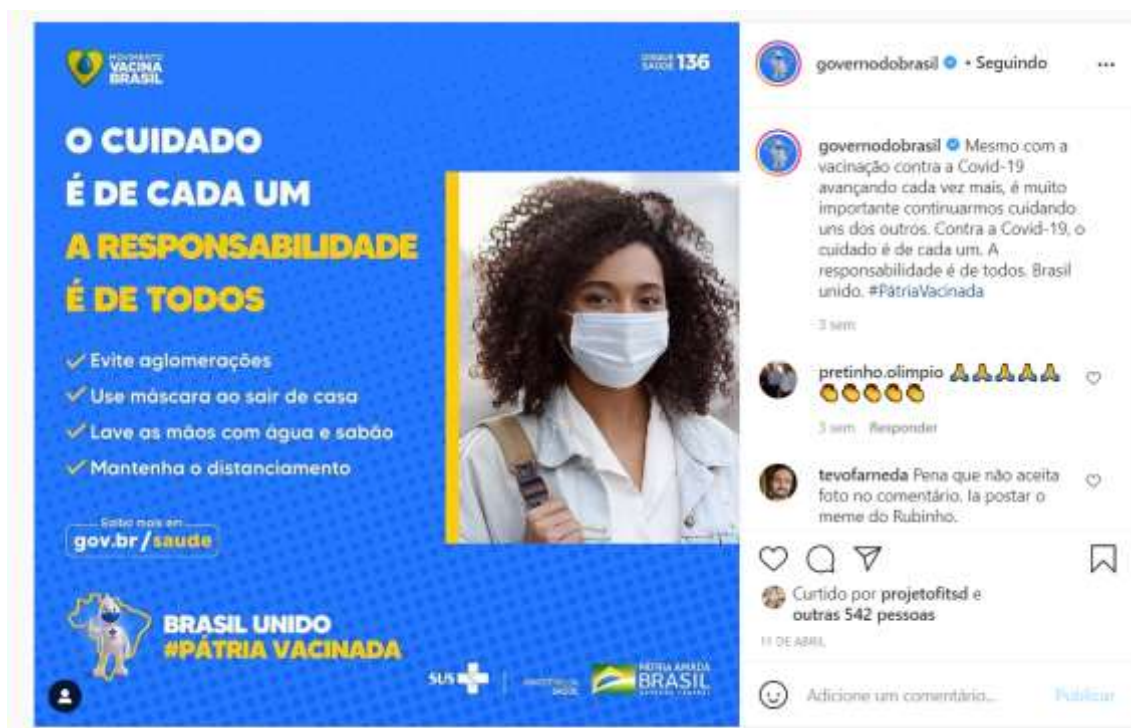 MOVIMENTO
VACINA
BRASIL
DISQUE
SAÚDE 136
O CUIDADO
É DE CADA UM
A RESPONSABILIDADE
É DE TODOS
Evite aglomerações
Use máscara ao sair de casa
Lave as mãos com água e sabão
Mantenha o distanciamento
Saiba mais em
gov.br/saude
BRASIL UNIDO
#PÁTRIA VACINADA
SUS
PÁTRIA AMADA
BRASIL
GOVERNO FEDERAL
governodobrasil • Seguindo
governodobrasil Mesmo com a
vacinação contra a Covid-19
avançando cada vez mais, é muito
importante continuarmos cuidando
uns dos outros. Contra a Covid-19, o
cuidado é de cada um. A
responsabilidade é de todos. Brasil
unido. #PátriaVacinada
3 sem
pretinho.olimpio
3 sem Responder
tevofarneda Pena que não aceita
foto no comentário. Ia postar o
meme do Rubinho.
Curtido por projetofitsd e
outras 542 pessoas
11 DE ABRIL
Adicione um comentário... Publicar